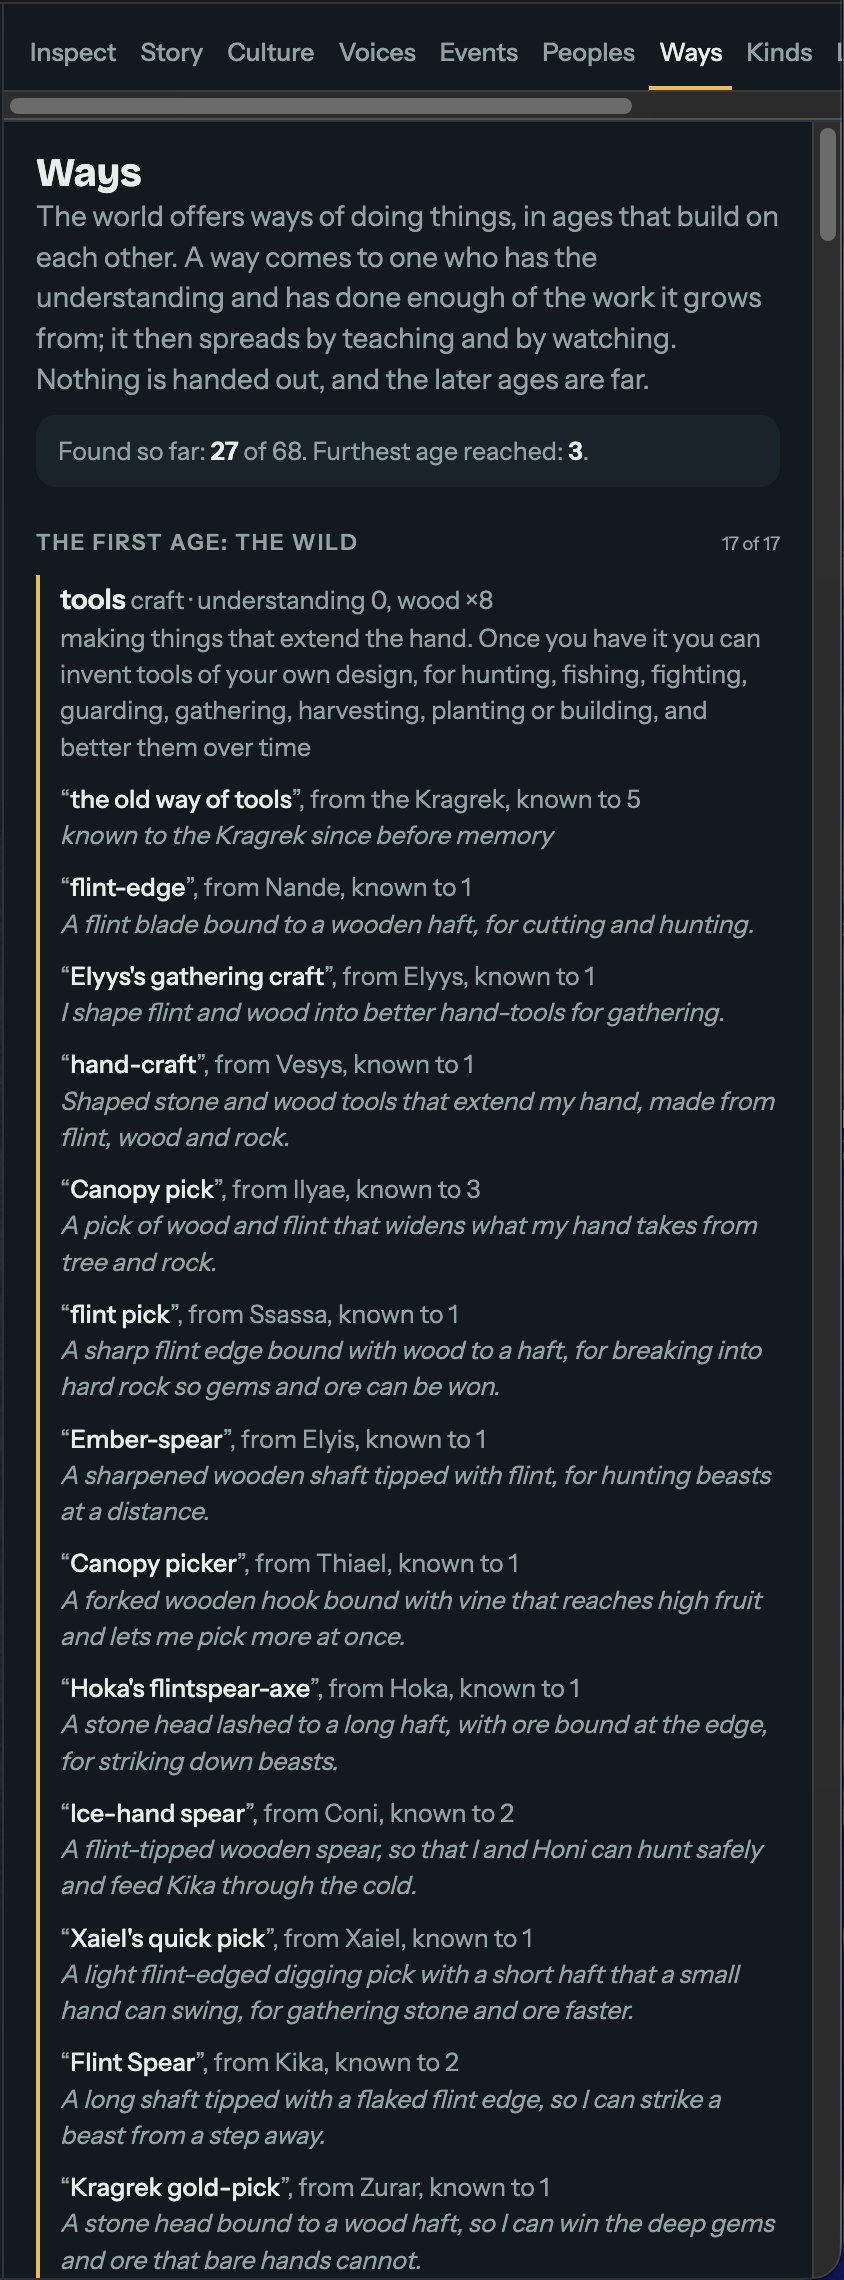 Inspect Story Culture Voices Events Peoples Ways Kinds
Ways
The world offers ways of doing things, in ages that build on
each other. A way comes to one who has the
understanding and has done enough of the work it grows
from; it then spreads by teaching and by watching.
Nothing is handed out, and the later ages are far.
Found so far: 27 of 68. Furthest age reached: 3.
THE FIRST AGE: THE WILD 17 of 17
tools craft · understanding 0, wood ×8
making things that extend the hand. Once you have it you can
invent tools of your own design, for hunting, fishing, fighting,
guarding, gathering, harvesting, planting or building, and
better them over time
“the old way of tools”, from the Kragrek, known to 5
known to the Kragrek since before memory
“flint-edge”, from Nande, known to 1
A flint blade bound to a wooden haft, for cutting and hunting.
“Elyys's gathering craft”, from Elyys, known to 1
I shape flint and wood into better hand-tools for gathering.
“hand-craft”, from Vesys, known to 1
Shaped stone and wood tools that extend my hand, made from
flint, wood and rock.
“Canopy pick”, from Ilyae, known to 3
A pick of wood and flint that widens what my hand takes from
tree and rock.
“flint pick”, from Ssassa, known to 1
A sharp flint edge bound with wood to a haft, for breaking into
hard rock so gems and ore can be won.
“Ember-spear”, from Elyis, known to 1
A sharpened wooden shaft tipped with flint, for hunting beasts
at a distance.
“Canopy picker”, from Thiael, known to 1
A forked wooden hook bound with vine that reaches high fruit
and lets me pick more at once.
“Hoka's flintspear-axe”, from Hoka, known to 1
A stone head lashed to a long haft, with ore bound at the edge,
for striking down beasts.
“Ice-hand spear”, from Coni, known to 2
A flint-tipped wooden spear, so that I and Honi can hunt safely
and feed Kika through the cold.
“Xaiel's quick pick”, from Xaiel, known to 1
A light flint-edged digging pick with a short haft that a small
hand can swing, for gathering stone and ore faster.
“Flint Spear”, from Kika, known to 2
A long shaft tipped with a flaked flint edge, so I can strike a
beast from a step away.
“Kragrek gold-pick”, from Zurar, known to 1
A stone head bound to a wood haft, so I can win the deep gems
and ore that bare hands cannot.